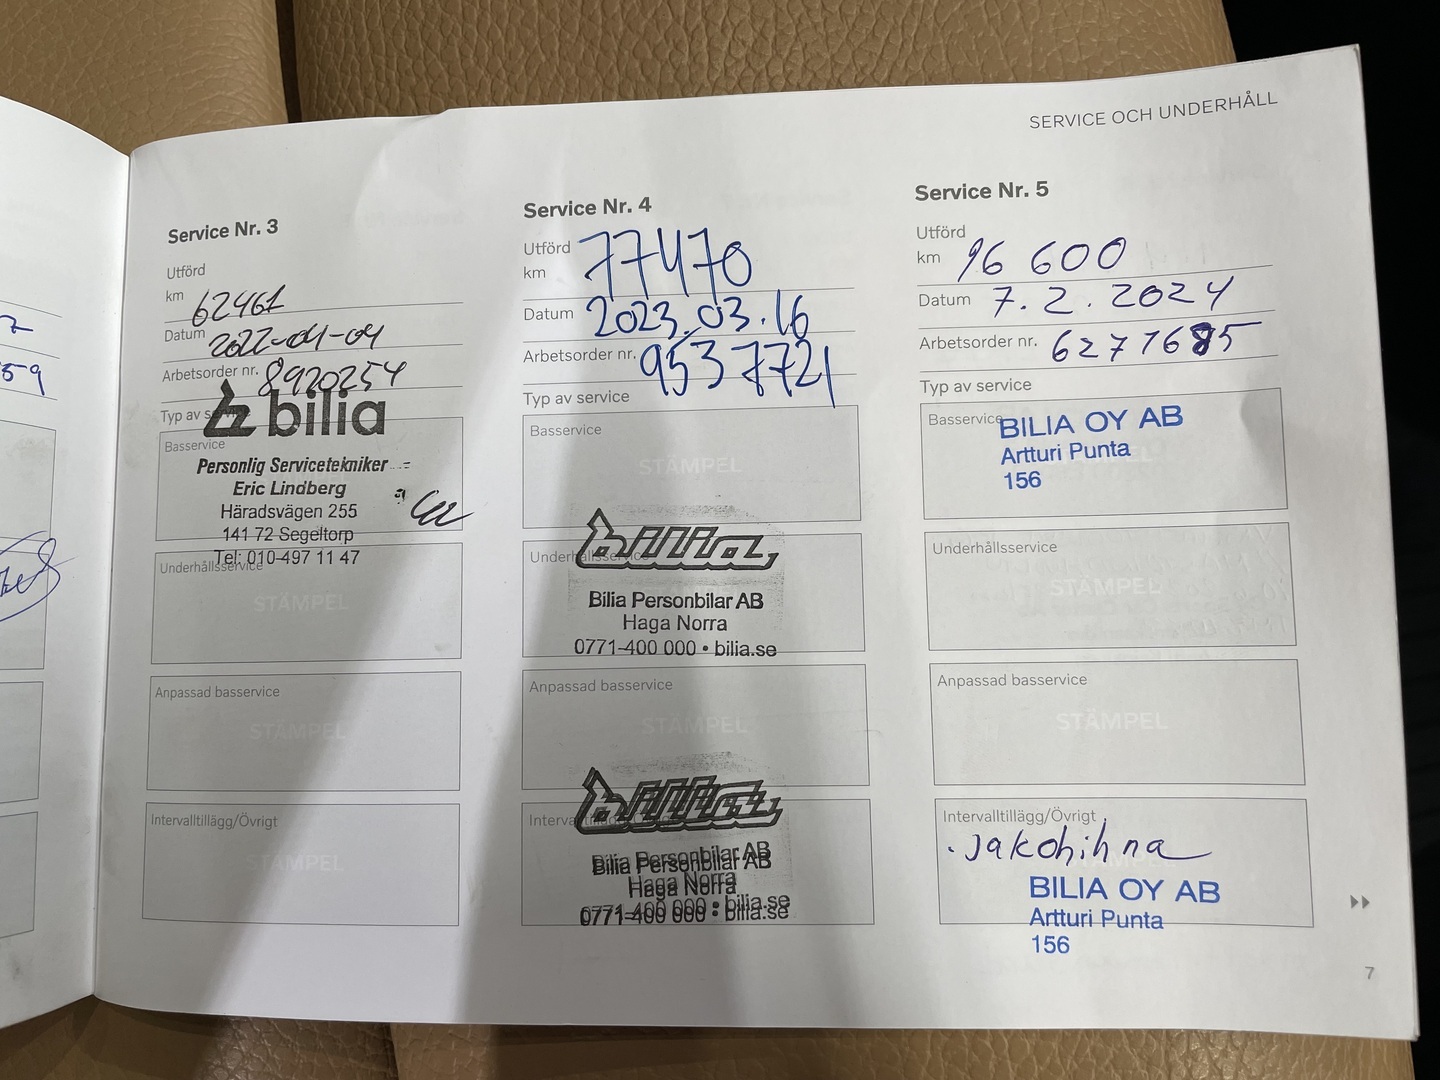 SERVICE OCH UNDERHÅLL
7
59
Service Nr. 3
Utförd
km 62461
Datum 2022-04-04
Arbetsorder nr. 8920254
Typ av service
bilia
Basservice
Personlig Servicetekniker
Eric Lindberg
Häradsvägen 255
141 72 Segeltorp
Tel: 010-497 11 47
Underhållsservice
STÄMPEL
Anpassad basservice
STÄMPEL
Intervalltillägg/Övrigt
STÄMPEL
Service Nr. 4
Utförd
km 77470
Datum 2023.03.16
Arbetsorder nr. 9537721
Typ av service
Basservice
STÄMPEL
bilia
Underhållsservice
Bilia Personbilar AB
Haga Norra
0771-400 000 • bilia.se
Anpassad basservice
STÄMPEL
bilia
Bilia Personbilar AB
Haga Norra
0771-400 000 • bilia.se
Service Nr. 5
Utförd
km 96 600
Datum 7.2.2024
Arbetsorder nr. 6277685
Typ av service
Basservice
BILIA OY AB
Artturi Punta
156
Underhållsservice
STÄMPEL
Anpassad basservice
STÄMPEL
Intervalltillägg/Övrigt
. Jakohihna
BILIA OY AB
Artturi Punta
156
7